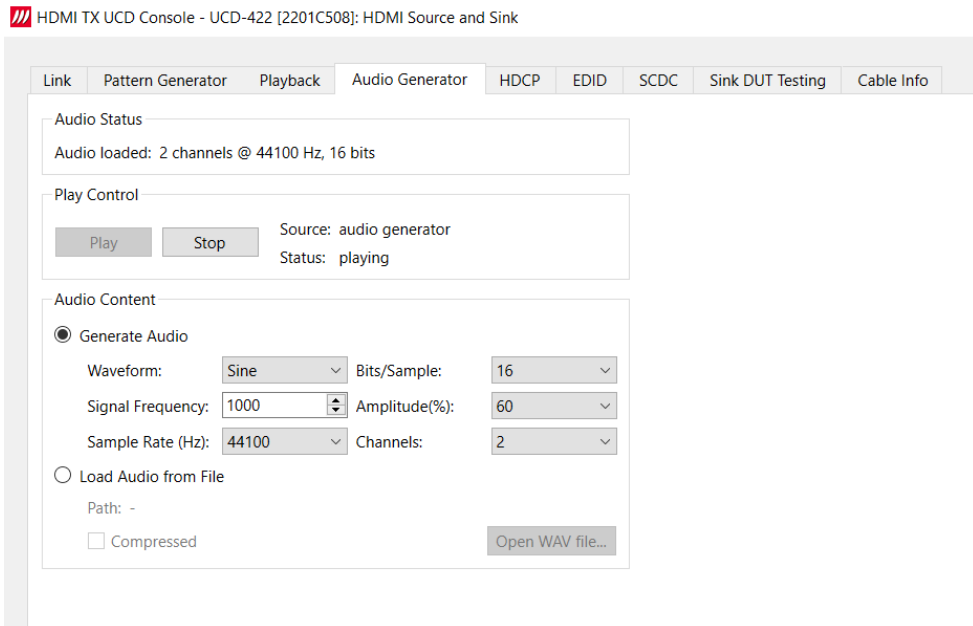 HDMI TX UCD Console - UCD-422 [2201C508]: HDMI Source and Sink
Link Pattern Generator Playback Audio Generator HDCP EDID SCDC Sink DUT Testing Cable Info
Audio Status
Audio loaded: 2 channels @ 44100 Hz, 16 bits
Play Control
Play Stop Source: audio generator
Status: playing
Audio Content
Generate Audio
Waveform: Sine Bits/Sample: 16
Signal Frequency: 1000 Amplitude(%): 60
Sample Rate (Hz): 44100 Channels: 2
Load Audio from File
Path: -
Compressed Open WAV file...